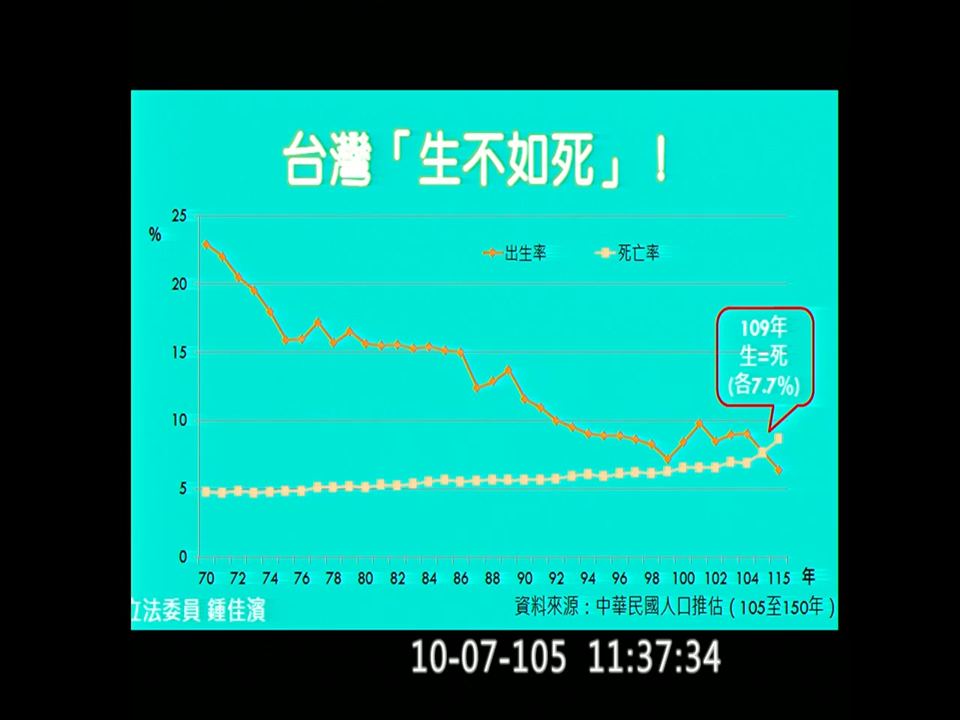 台灣「生不如死」！
25
%
出生率 死亡率
20
109年
生=死
(各7.7%)
15
10
5
0
70 72 74 76 78 80 82 84 86 88 90 92 94 96 98 100 102 104 115 年
立法委員 鍾佳濱
資料來源：中華民國人口推估（105至150年）
10-07-105 11:37:34